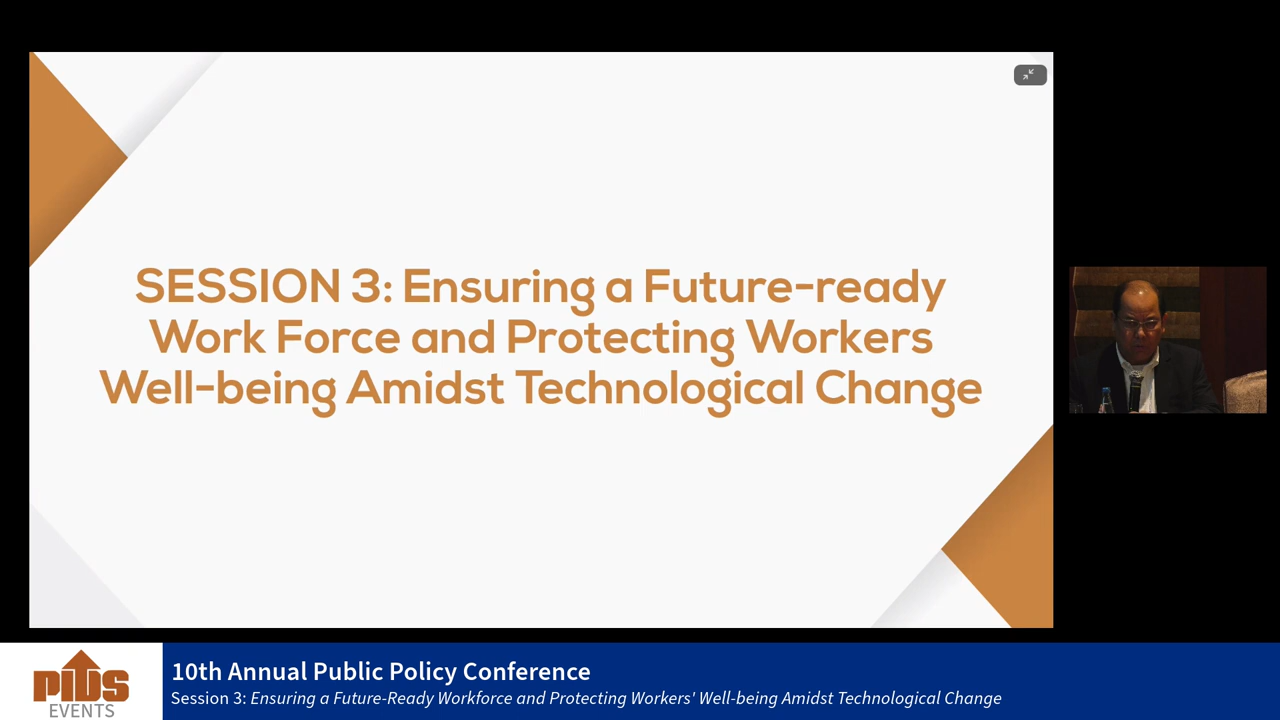 SESSION 3: Ensuring a Future-ready
Work Force and Protecting Workers
Well-being Amidst Technological Change
PIDS
EVENTS
10th Annual Public Policy Conference
Session 3: Ensuring a Future-Ready Workforce and Protecting Workers' Well-being Amidst Technological Change